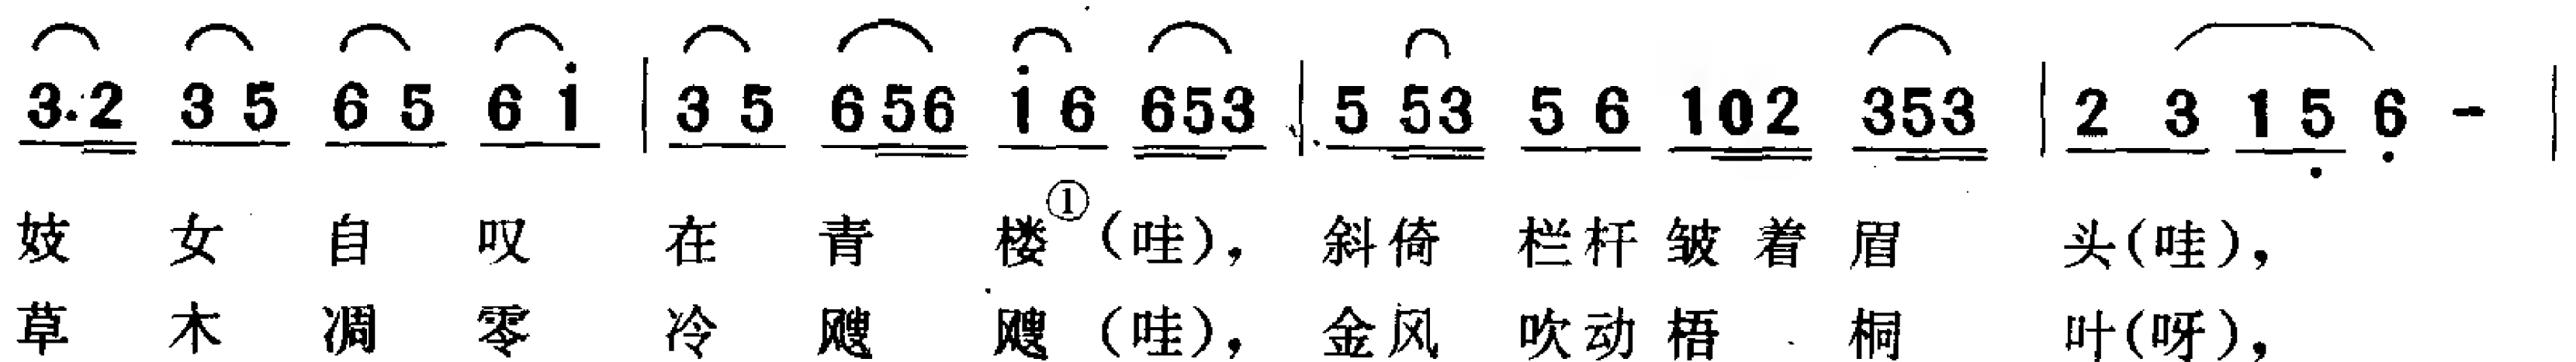 3.2 3 5 6 5 6 i | 3 5 6 56 i 6 653 | 5 53 5 6 102 353 | 2 3 1 5 6 - |
妓 女 自 叹 在 青 楼①(哇), 斜倚 栏杆 皱 着 眉 头(哇),
草 木 凋 零 冷 飕 飕 (哇), 金风 吹动 梧 桐 叶(呀),